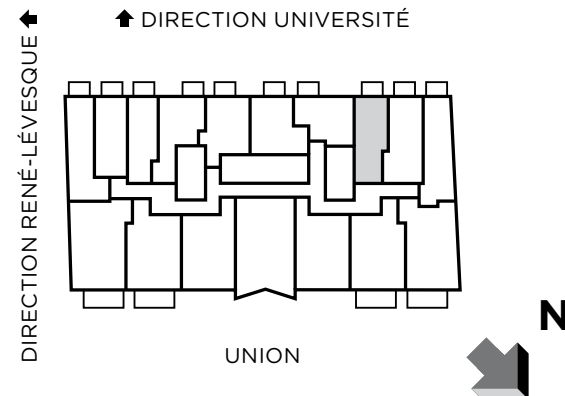 DIRECTION UNIVERSITÉ
DIRECTION RENÉ-LÉVESQUE
UNION
N